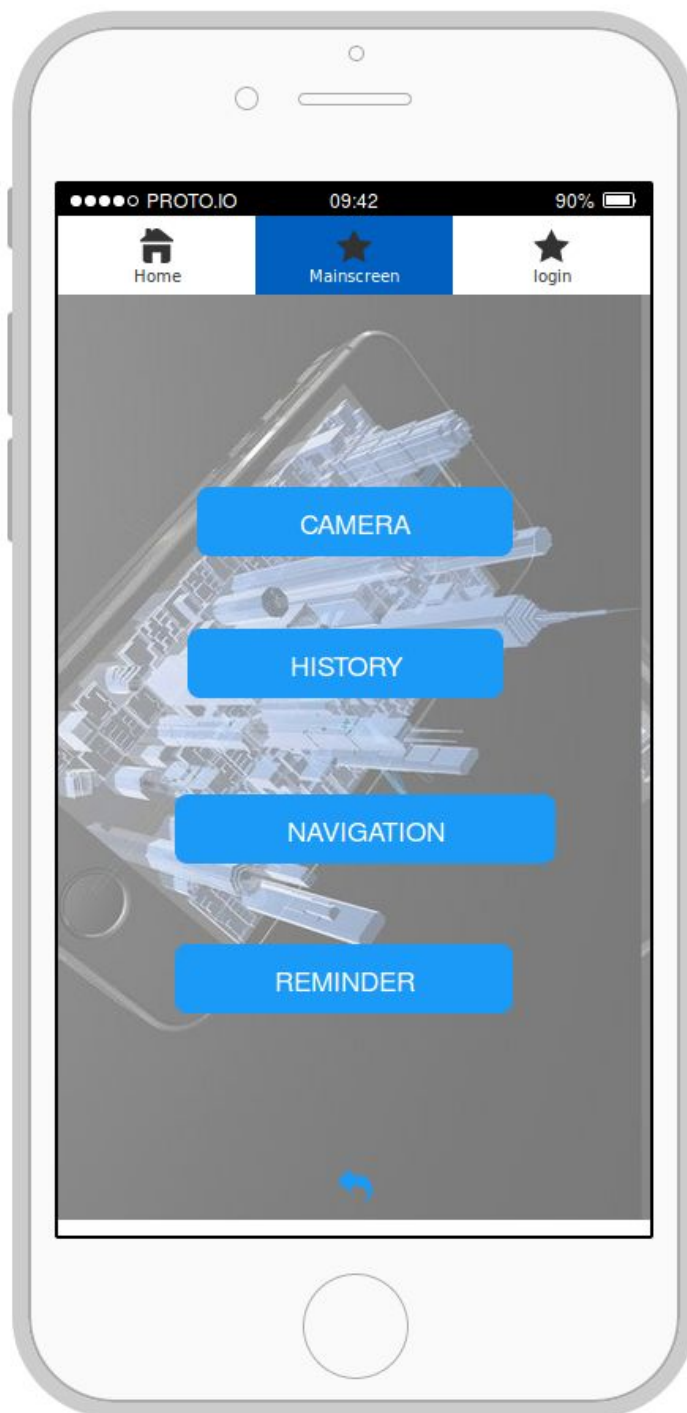 PROTO.IO 09:42 90%
Home Mainscreen login
CAMERA
HISTORY
NAVIGATION
REMINDER